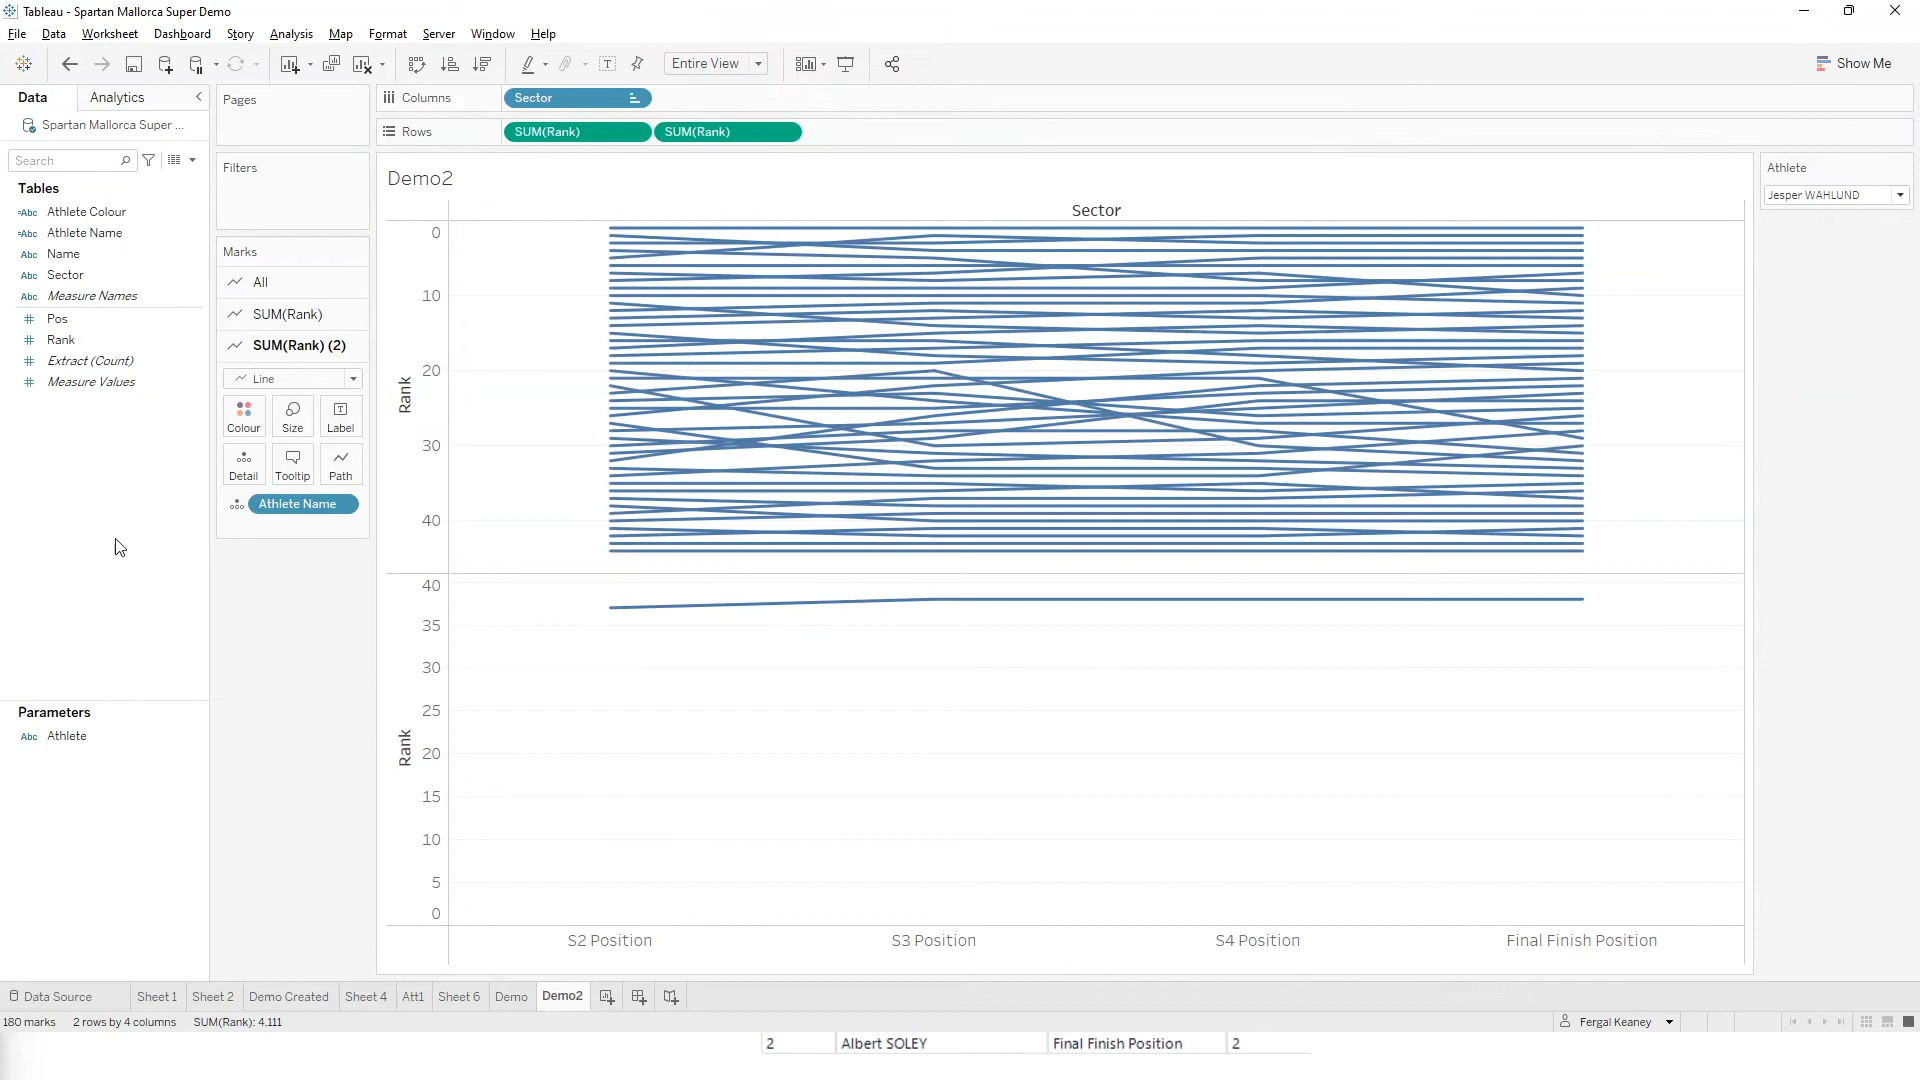 Tableau - Spartan Mallorca Super Demo
File Data Worksheet Dashboard Story Analysis Map Format Server Window Help
Entire View
Show Me
Data Analytics
Spartan Mallorca Super ...
Search
Tables
Abc Athlete Colour
Abc Athlete Name
Abc Name
Abc Sector
Abc Measure Names
# Pos
# Rank
# Extract (Count)
# Measure Values
Parameters
Abc Athlete
Pages
Filters
Marks
All
SUM(Rank)
SUM(Rank) (2)
Line
Colour Size Label
Detail Tooltip Path
Athlete Name
Columns Sector
Rows SUM(Rank) SUM(Rank)
Demo2
Sector
Rank
0
10
20
30
40
Rank
40
35
30
25
20
15
10
5
0
S2 Position S3 Position S4 Position Final Finish Position
Athlete
Jesper WAHLUND
Data Source Sheet 1 Sheet 2 Demo Created Sheet 4 Att1 Sheet 6 Demo Demo2
180 marks 2 rows by 4 columns SUM(Rank): 4,111 Fergal Keaney
2 Albert SOLEY Final Finish Position 2